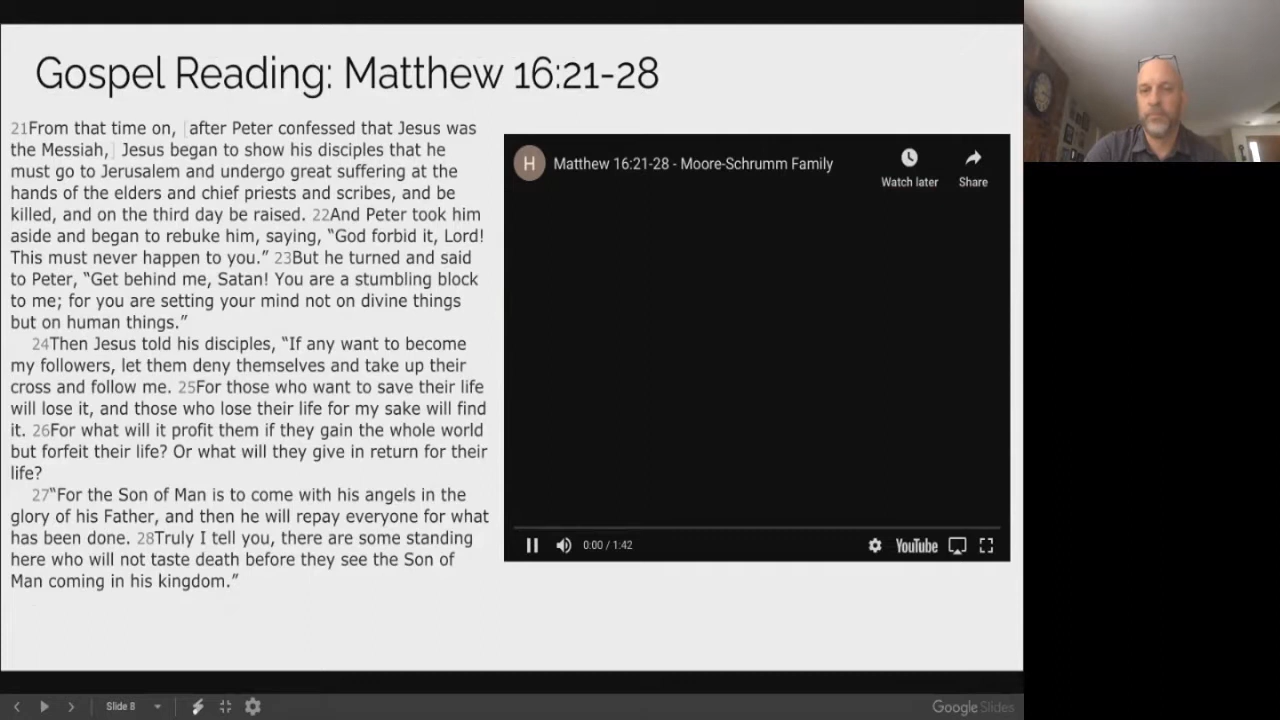 Gospel Reading: Matthew 16:21-28
21From that time on, [after Peter confessed that Jesus was
the Messiah,] Jesus began to show his disciples that he
must go to Jerusalem and undergo great suffering at the
hands of the elders and chief priests and scribes, and be
killed, and on the third day be raised. 22And Peter took him
aside and began to rebuke him, saying, “God forbid it, Lord!
This must never happen to you.” 23But he turned and said
to Peter, “Get behind me, Satan! You are a stumbling block
to me; for you are setting your mind not on divine things
but on human things.”
24Then Jesus told his disciples, “If any want to become
my followers, let them deny themselves and take up their
cross and follow me. 25For those who want to save their life
will lose it, and those who lose their life for my sake will find
it. 26For what will it profit them if they gain the whole world
but forfeit their life? Or what will they give in return for their
life?
27“For the Son of Man is to come with his angels in the
glory of his Father, and then he will repay everyone for what
has been done. 28Truly I tell you, there are some standing
here who will not taste death before they see the Son of
Man coming in his kingdom.”
H
Matthew 16:21-28 - Moore-Schrumm Family
Watch later
Share
0:00 / 1:42
YouTube
Slide 8
Google Slides